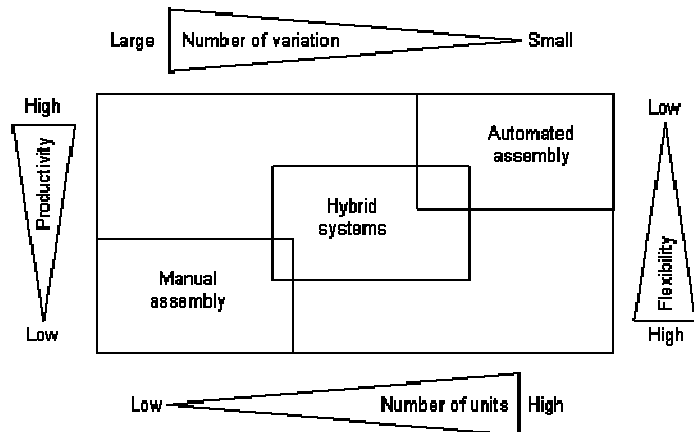 Large Number of variation Small
High
Productivity
Low
Automated
assembly
Hybrid
systems
Manual
assembly
Low
Flexibility
High
Low Number of units High